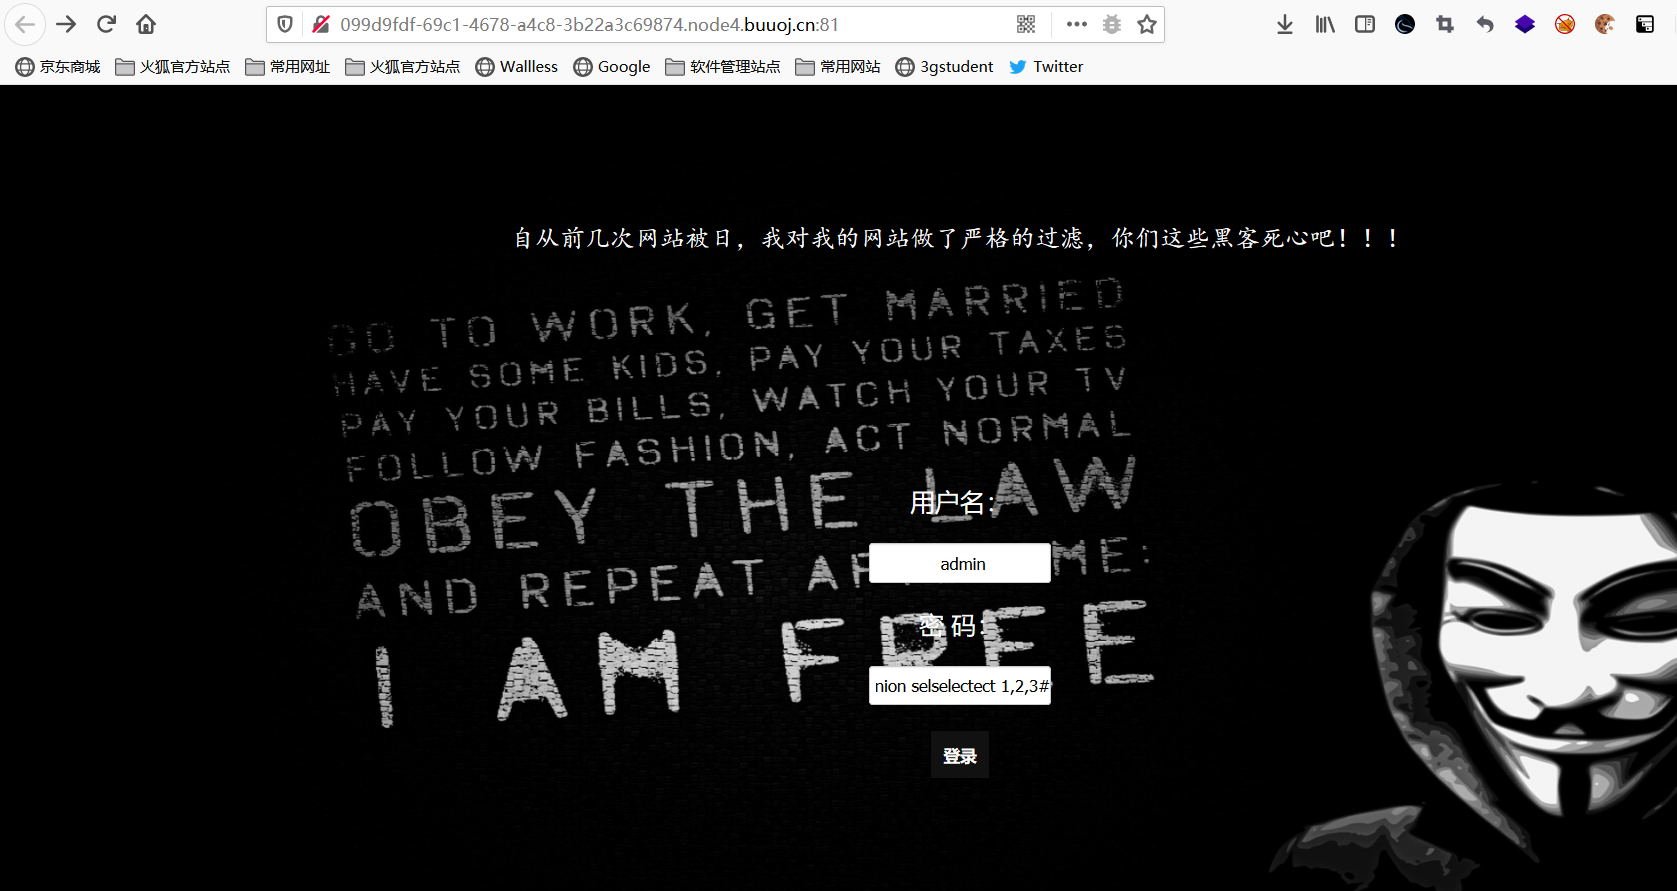 099d9fdf-69c1-4678-a4c8-3b22a3c69874.node4.buuoj.cn:81
京东商城 火狐官方站点 常用网址 火狐官方站点 Wallless Google 软件管理站点 常用网站 3gstudent Twitter
自从前几次网站被日，我对我的网站做了严格的过滤，你们这些黑客死心吧！！！
GO TO WORK, GET MARRIED
HAVE SOME KIDS, PAY YOUR TAXES
PAY YOUR BILLS, WATCH YOUR TV
FOLLOW FASHION, ACT NORMAL
OBEY THE LAW
用户名：
AND REPEAT AF ME:
admin
I AM FREE
密 码：
nion selselectect 1,2,3#
登录